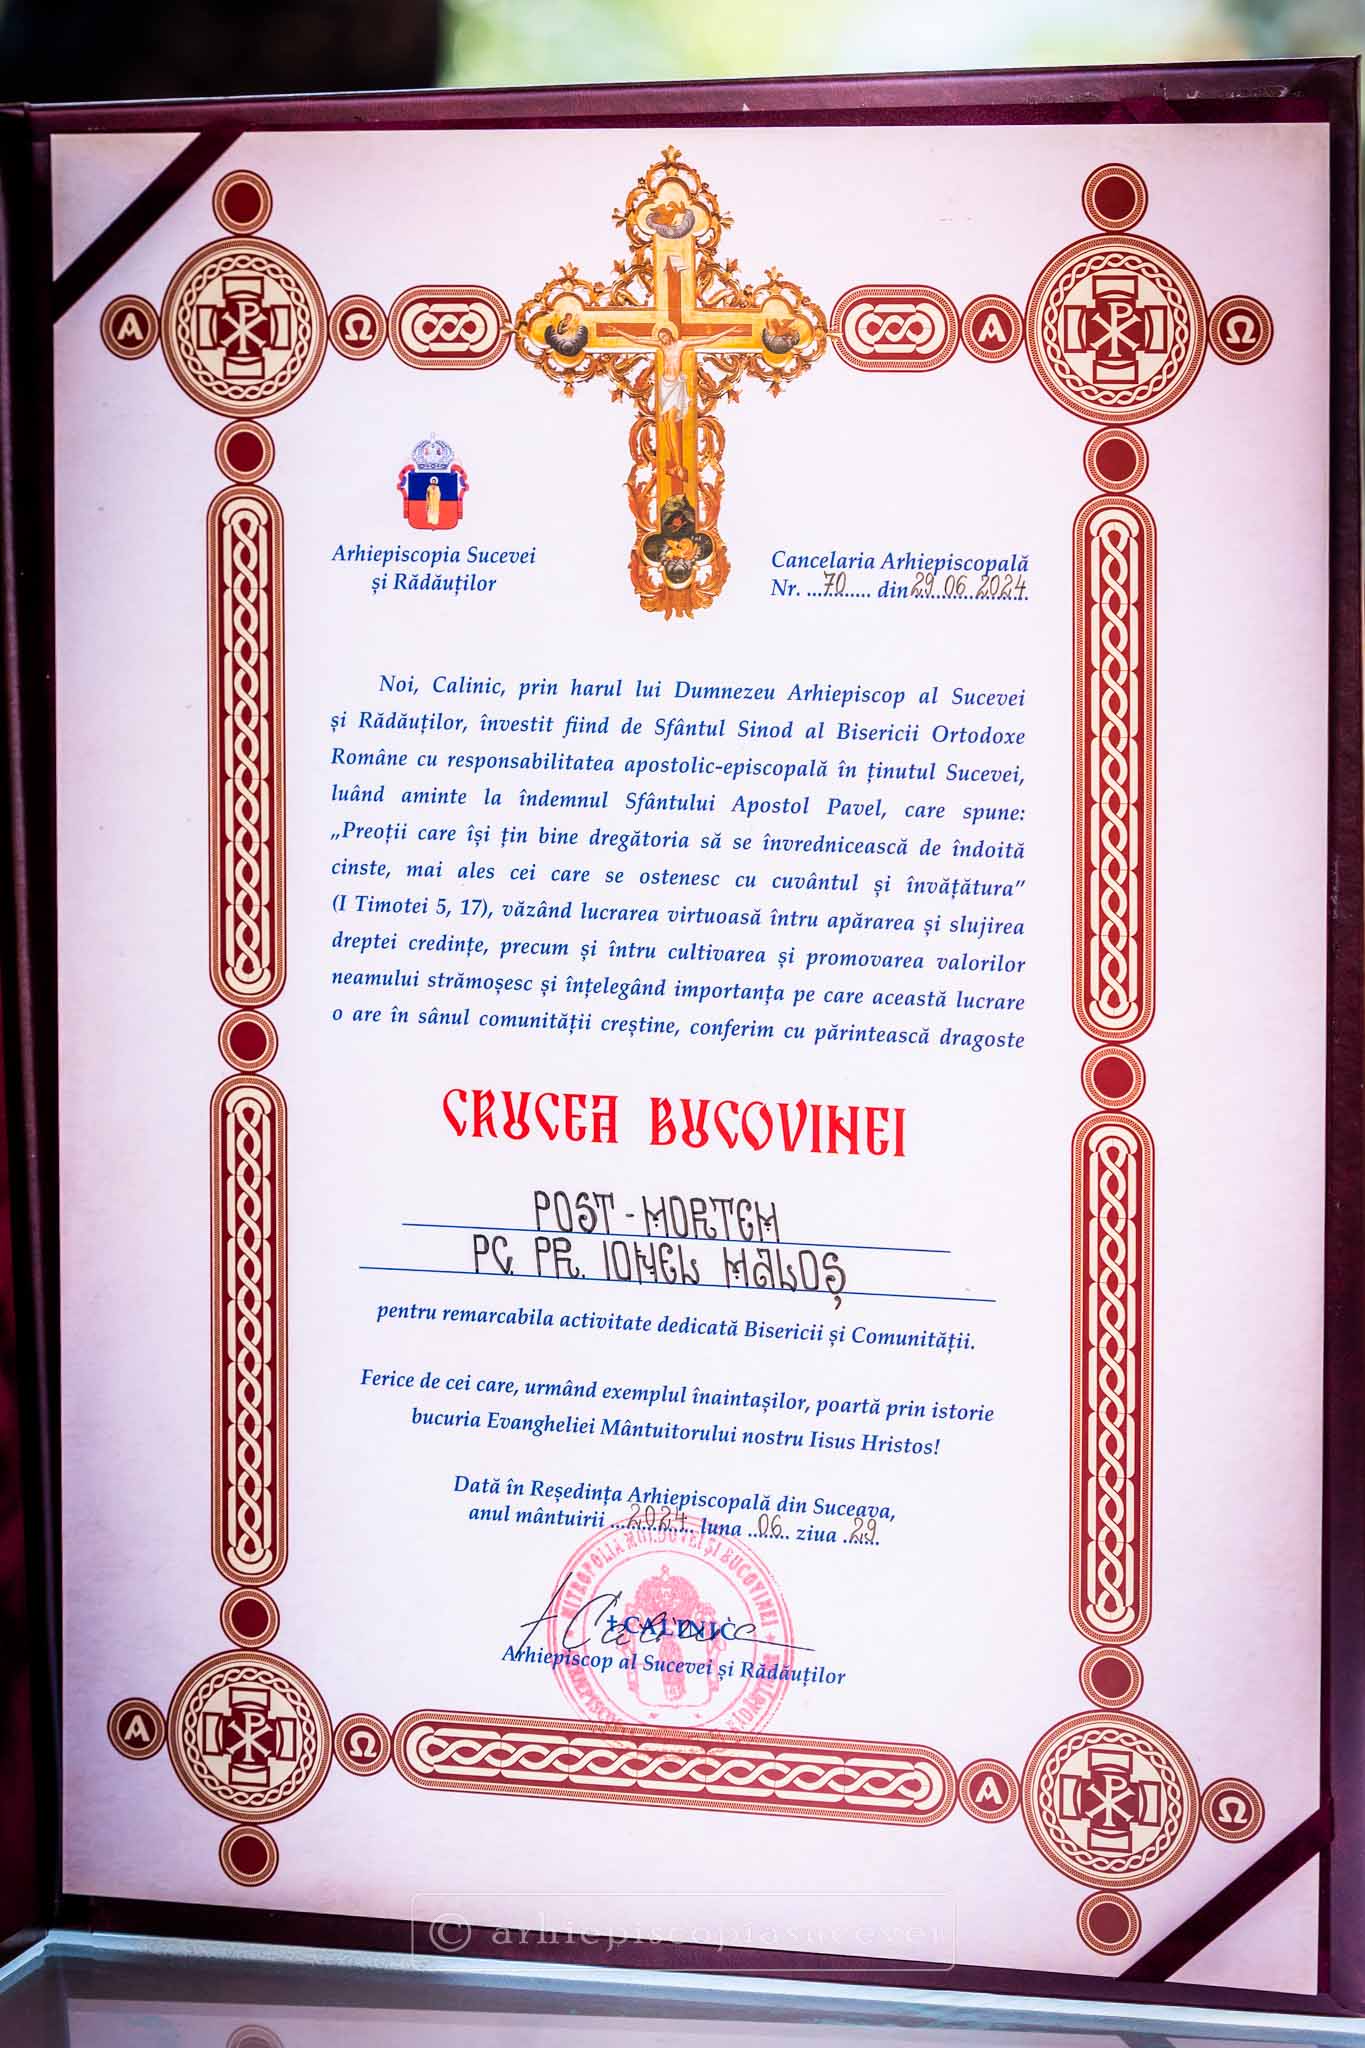 Arhiepiscopia Sucevei
și Rădăuților
Cancelaria Arhiepiscopală
Nr. ...70...... din 29 06 2024
Noi, Calinic, prin harul lui Dumnezeu Arhiepiscop al Sucevei
și Rădăuților, învestit fiind de Sfântul Sinod al Bisericii Ortodoxe
Române cu responsabilitatea apostolic-episcopală în ținutul Sucevei,
luând aminte la îndemnul Sfântului Apostol Pavel, care spune:
„Preoții care își țin bine dregătoria să se învrednicească de îndoită
cinste, mai ales cei care se ostenesc cu cuvântul și învățătura”
(I Timotei 5, 17), văzând lucrarea virtuoasă întru apărarea și slujirea
dreptei credințe, precum și întru cultivarea și promovarea valorilor
neamului strămoșesc și înțelegând importanța pe care această lucrare
o are în sânul comunității creștine, conferim cu părintească dragoste
CRUCEA BUCOVINEI
POST-MORTEM
PC. PR. IONEL MALOȘ
pentru remarcabila activitate dedicată Bisericii și Comunității.
Ferice de cei care, urmând exemplul înaintașilor, poartă prin istorie
bucuria Evangheliei Mântuitorului nostru Iisus Hristos!
Dată în Reședința Arhiepiscopală din Suceava,
anul mântuirii ...2024... luna ..06.. ziua .29..
MITROPOLIA MOLDOVEI ȘI BUCOVINEI
† CALINIC
Arhiepiscop al Sucevei și Rădăuților
© arhiepiscopiasucevei